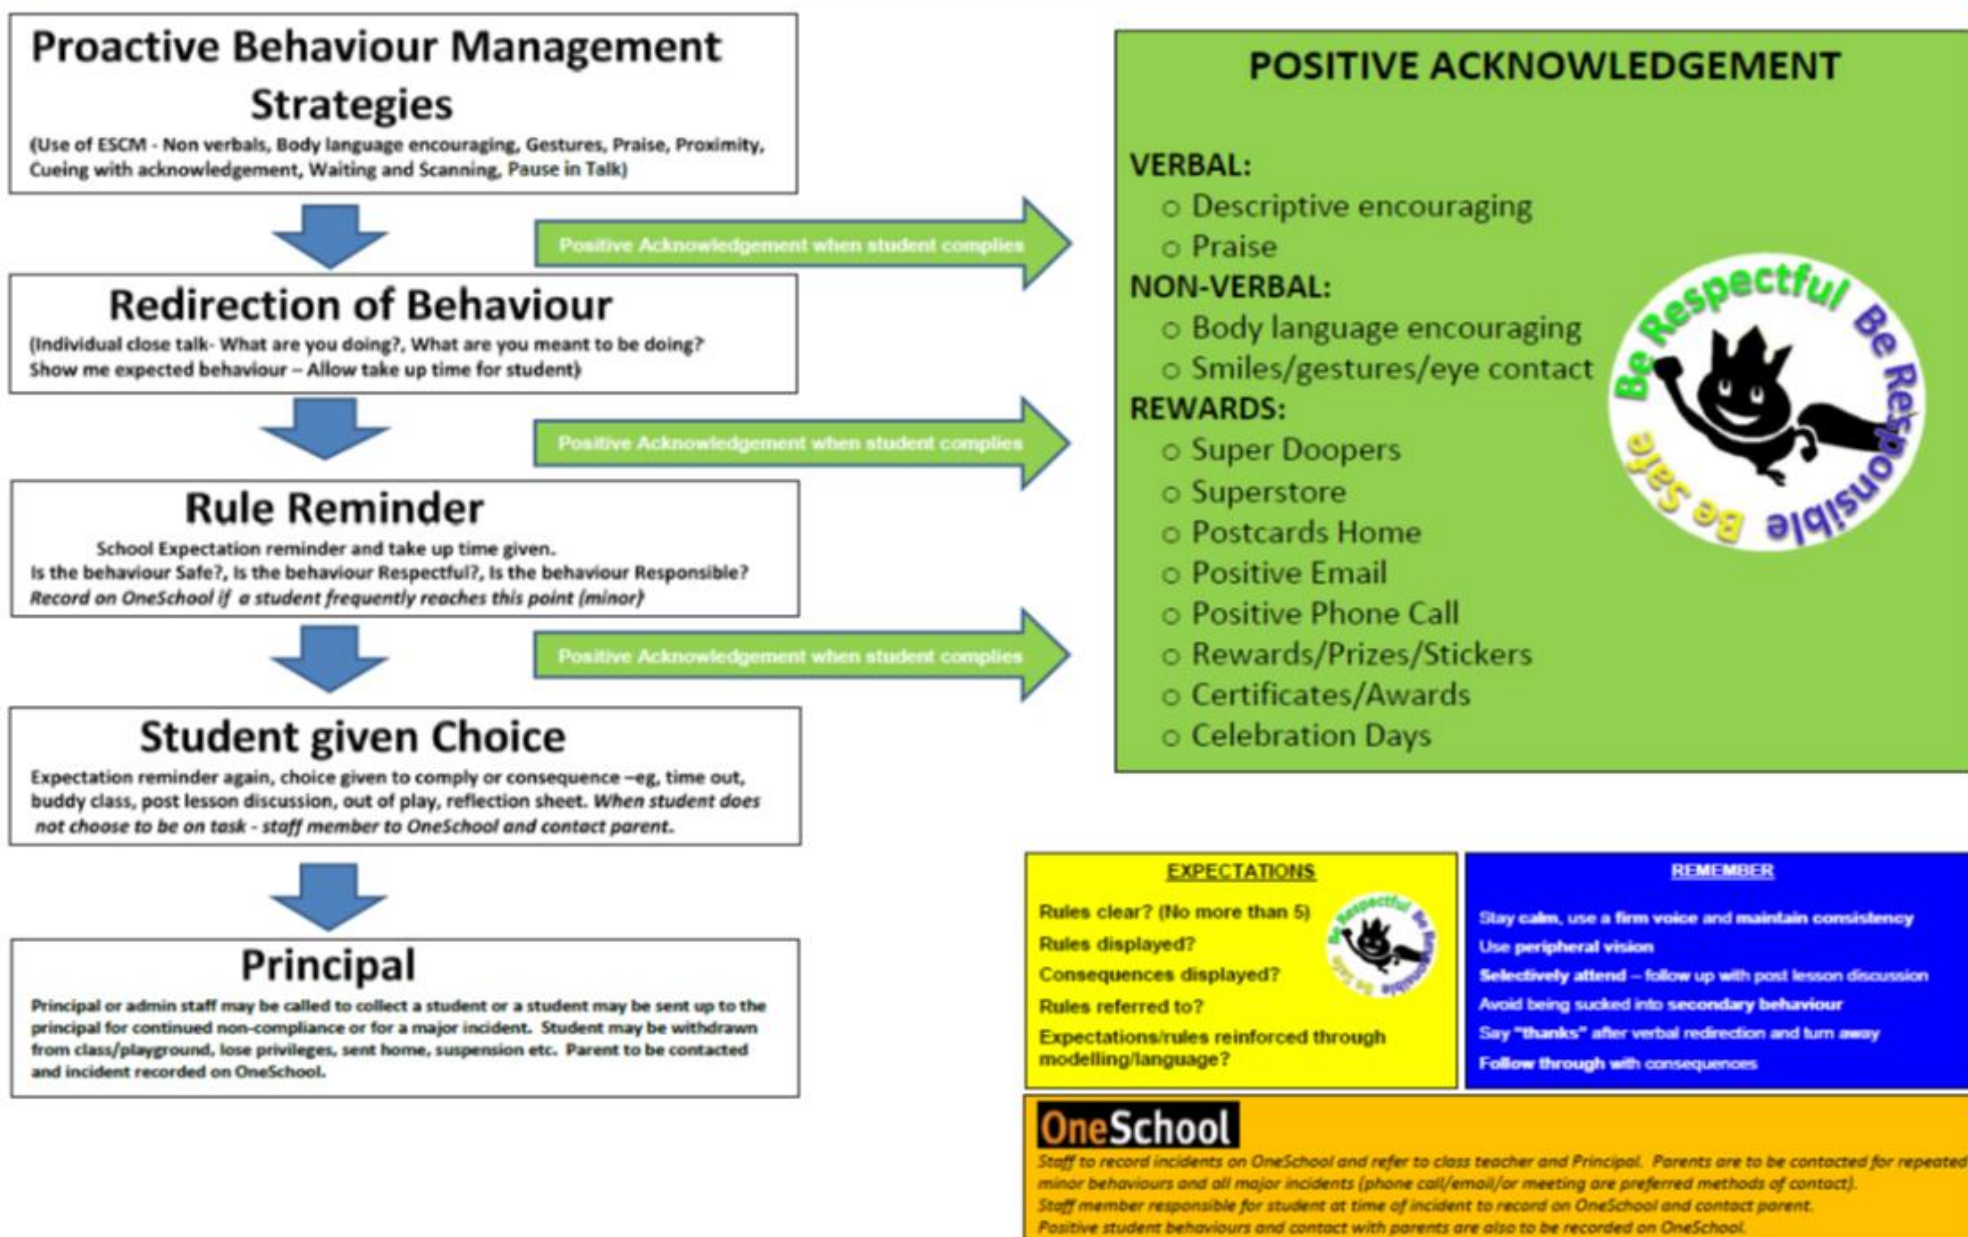 Proactive Behaviour Management
Strategies
(Use of ESCM - Non verbals, Body language encouraging, Gestures, Praise, Proximity,
Cueing with acknowledgement, Waiting and Scanning, Pause in Talk)
Positive Acknowledgement when student complies
Redirection of Behaviour
(Individual close talk- What are you doing?, What are you meant to be doing?
Show me expected behaviour – Allow take up time for student)
Positive Acknowledgement when student complies
Rule Reminder
School Expectation reminder and take up time given.
Is the behaviour Safe?, Is the behaviour Respectful?, Is the behaviour Responsible?
Record on OneSchool if a student frequently reaches this point (minor)
Positive Acknowledgement when student complies
Student given Choice
Expectation reminder again, choice given to comply or consequence –eg, time out,
buddy class, post lesson discussion, out of play, reflection sheet. When student does
not choose to be on task - staff member to OneSchool and contact parent.
Principal
Principal or admin staff may be called to collect a student or a student may be sent up to the
principal for continued non-compliance or for a major incident. Student may be withdrawn
from class/playground, lose privileges, sent home, suspension etc. Parent to be contacted
and incident recorded on OneSchool.
POSITIVE ACKNOWLEDGEMENT
VERBAL:
o Descriptive encouraging
o Praise
NON-VERBAL:
o Body language encouraging
o Smiles/gestures/eye contact
REWARDS:
o Super Doopers
o Superstore
o Postcards Home
o Positive Email
o Positive Phone Call
o Rewards/Prizes/Stickers
o Certificates/Awards
o Celebration Days
Be Respectful Be Responsible Be Safe
EXPECTATIONS
Rules clear? (No more than 5)
Rules displayed?
Consequences displayed?
Rules referred to?
Expectations/rules reinforced through
modelling/language?
Be Respectful Be Responsible Be Safe
REMEMBER
Stay calm, use a firm voice and maintain consistency
Use peripheral vision
Selectively attend – follow up with post lesson discussion
Avoid being sucked into secondary behaviour
Say "thanks" after verbal redirection and turn away
Follow through with consequences
OneSchool
Staff to record incidents on OneSchool and refer to class teacher and Principal. Parents are to be contacted for repeated
minor behaviours and all major incidents (phone call/email/or meeting are preferred methods of contact).
Staff member responsible for student at time of incident to record on OneSchool and contact parent.
Positive student behaviours and contact with parents are also to be recorded on OneSchool.